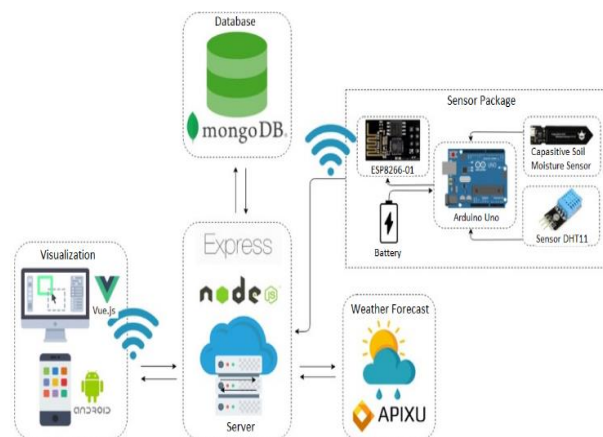 Database
mongoDB®
Sensor Package
ESP8266-01
Capasitive Soil
Moisture Sensor
Arduino Uno
Battery
Sensor DHT11
Visualization
Vue.js
ANDROID
Express
node
JS
Server
Weather Forecast
APIXU